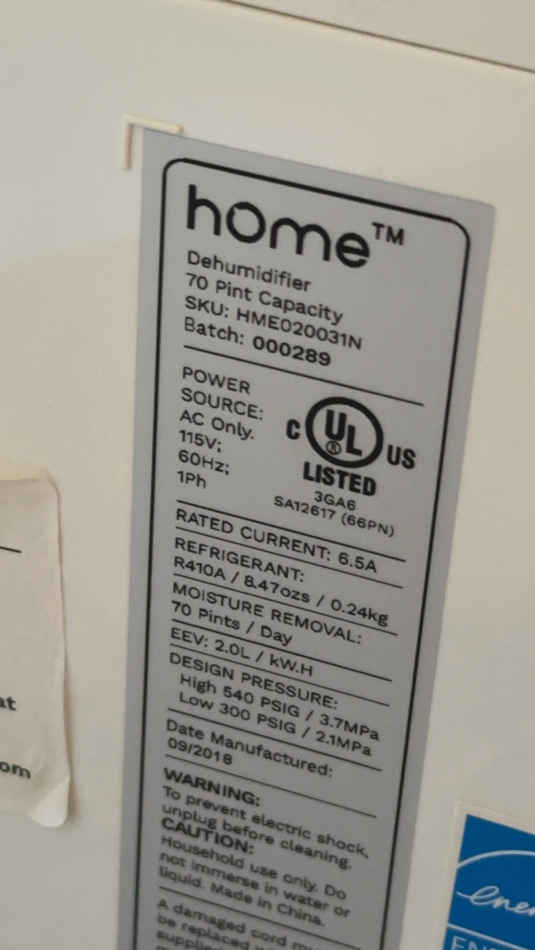 home™
Dehumidifier
70 Pint Capacity
SKU: HME020031N
Batch: 000289
POWER
SOURCE:
AC Only.
115V;
60Hz;
1Ph
C UL® US
LISTED
3GA6
SA12617 (66PN)
RATED CURRENT: 6.5A
REFRIGERANT:
R410A / 8.47ozs / 0.24kg
MOISTURE REMOVAL:
70 Pints / Day
EEV: 2.0L / kW.H
DESIGN PRESSURE:
High 540 PSIG / 3.7MPa
Low 300 PSIG / 2.1MPa
Date Manufactured:
09/2018
WARNING:
To prevent electric shock,
unplug before cleaning.
CAUTION:
Household use only. Do
not immerse in water or
liquid. Made in China.
A damaged cord
be replaced